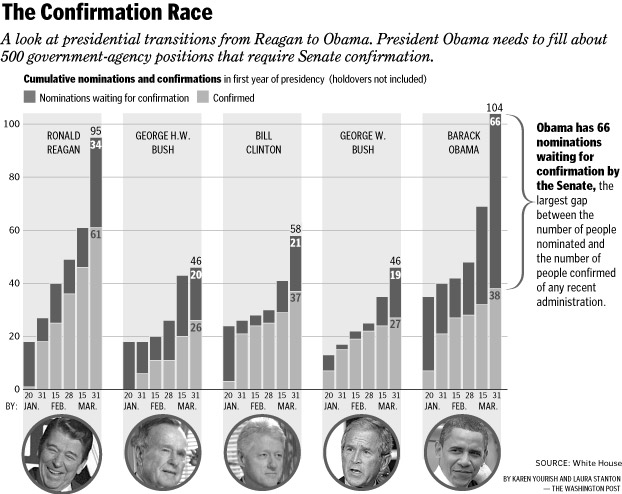 The Confirmation Race
A look at presidential transitions from Reagan to Obama. President Obama needs to fill about
500 government-agency positions that require Senate confirmation.
Cumulative nominations and confirmations in first year of presidency (holdovers not included)
Nominations waiting for confirmation Confirmed
100
80
60
40
20
0
RONALD
REAGAN
95
34
61
GEORGE H.W.
BUSH
46
20
26
BILL
CLINTON
58
21
37
GEORGE W.
BUSH
46
19
27
BARACK
OBAMA
104
66
38
Obama has 66
nominations
waiting for
confirmation by
the Senate, the
largest gap
between the
number of people
nominated and
the number of
people confirmed
of any recent
administration.
20 31 15 28 15 31 20 31 15 28 15 31 20 31 15 28 15 31 20 31 15 28 15 31 20 31 15 28 15 31
BY: JAN. FEB. MAR. JAN. FEB. MAR. JAN. FEB. MAR. JAN. FEB. MAR. JAN. FEB. MAR.
SOURCE: White House
BY KAREN YOURISH AND LAURA STANTON
— THE WASHINGTON POST